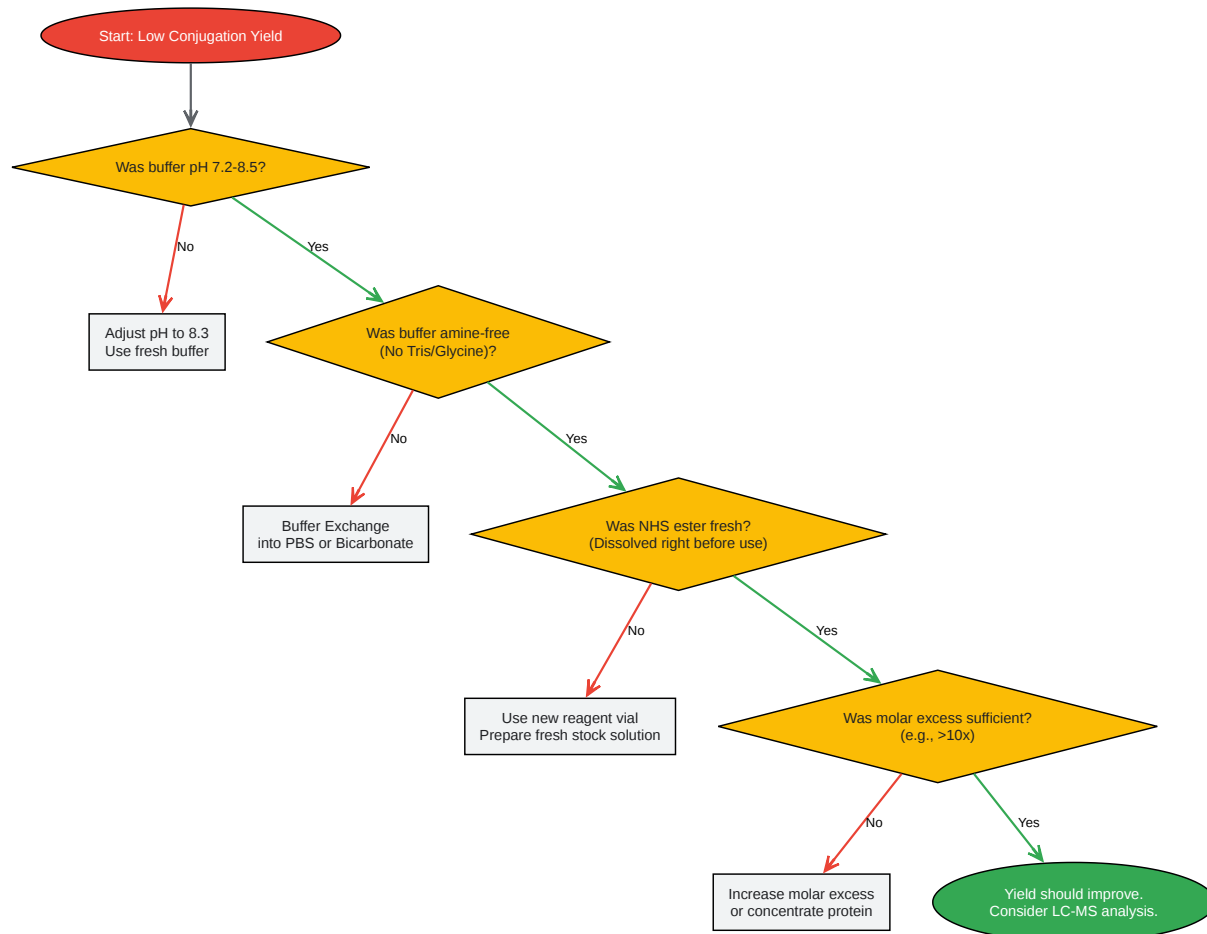 Start: Low Conjugation Yield
Was buffer pH 7.2-8.5?
No
Yes
Adjust pH to 8.3
Use fresh buffer
Was buffer amine-free
(No Tris/Glycine)?
No
Yes
Buffer Exchange
into PBS or Bicarbonate
Was NHS ester fresh?
(Dissolved right before use)
No
Yes
Use new reagent vial
Prepare fresh stock solution
Was molar excess sufficient?
(e.g., >10x)
No
Yes
Increase molar excess
or concentrate protein
Yield should improve.
Consider LC-MS analysis.